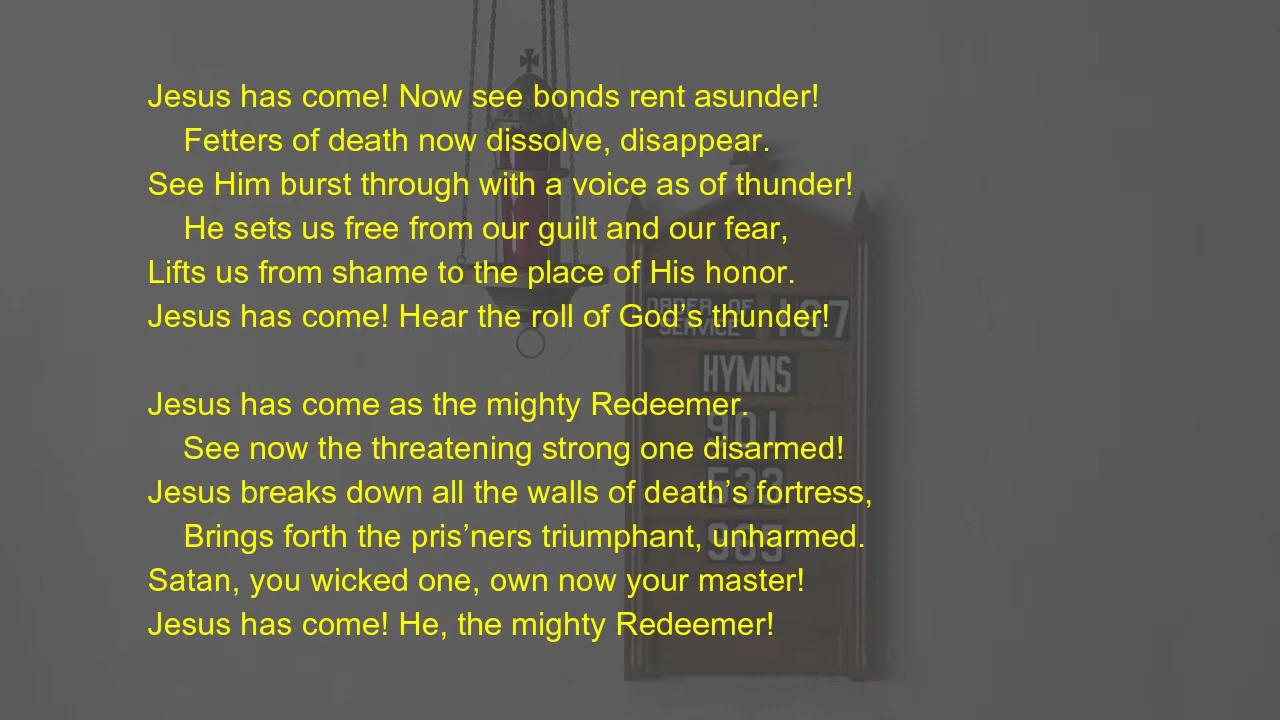 Jesus has come! Now see bonds rent asunder!
Fetters of death now dissolve, disappear.
See Him burst through with a voice as of thunder!
He sets us free from our guilt and our fear,
Lifts us from shame to the place of His honor.
Jesus has come! Hear the roll of God’s thunder!
Jesus has come as the mighty Redeemer.
See now the threatening strong one disarmed!
Jesus breaks down all the walls of death’s fortress,
Brings forth the pris’ners triumphant, unharmed.
Satan, you wicked one, own now your master!
Jesus has come! He, the mighty Redeemer!
ORDER OF
SERVICE
HYMNS
901
533